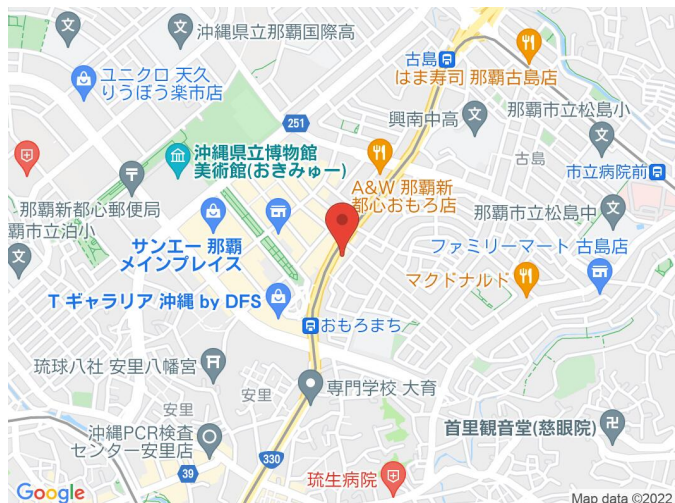 沖縄県立那覇国際高
古島
はま寿司 那覇古島店
ユニクロ 天久
りうぼう楽市店
興南中高
那覇市立松島小
251
古島
沖縄県立博物館
美術館(おきみゅー)
市立病院前
A&W 那覇新
都心おもろ店
那覇新都心郵便局
那覇市立松島中
覇市立泊小
サンエー 那覇
メインプレイス
ファミリーマート 古島店
マクドナルド
T ギャラリア 沖縄 by DFS
おもろまち
琉球八社 安里八幡宮
専門学校 大育
安里
安里
首里観音堂(慈眼院)
沖縄PCR検査
センター安里店
330
39
琉生病院
Google
Map data ©2022